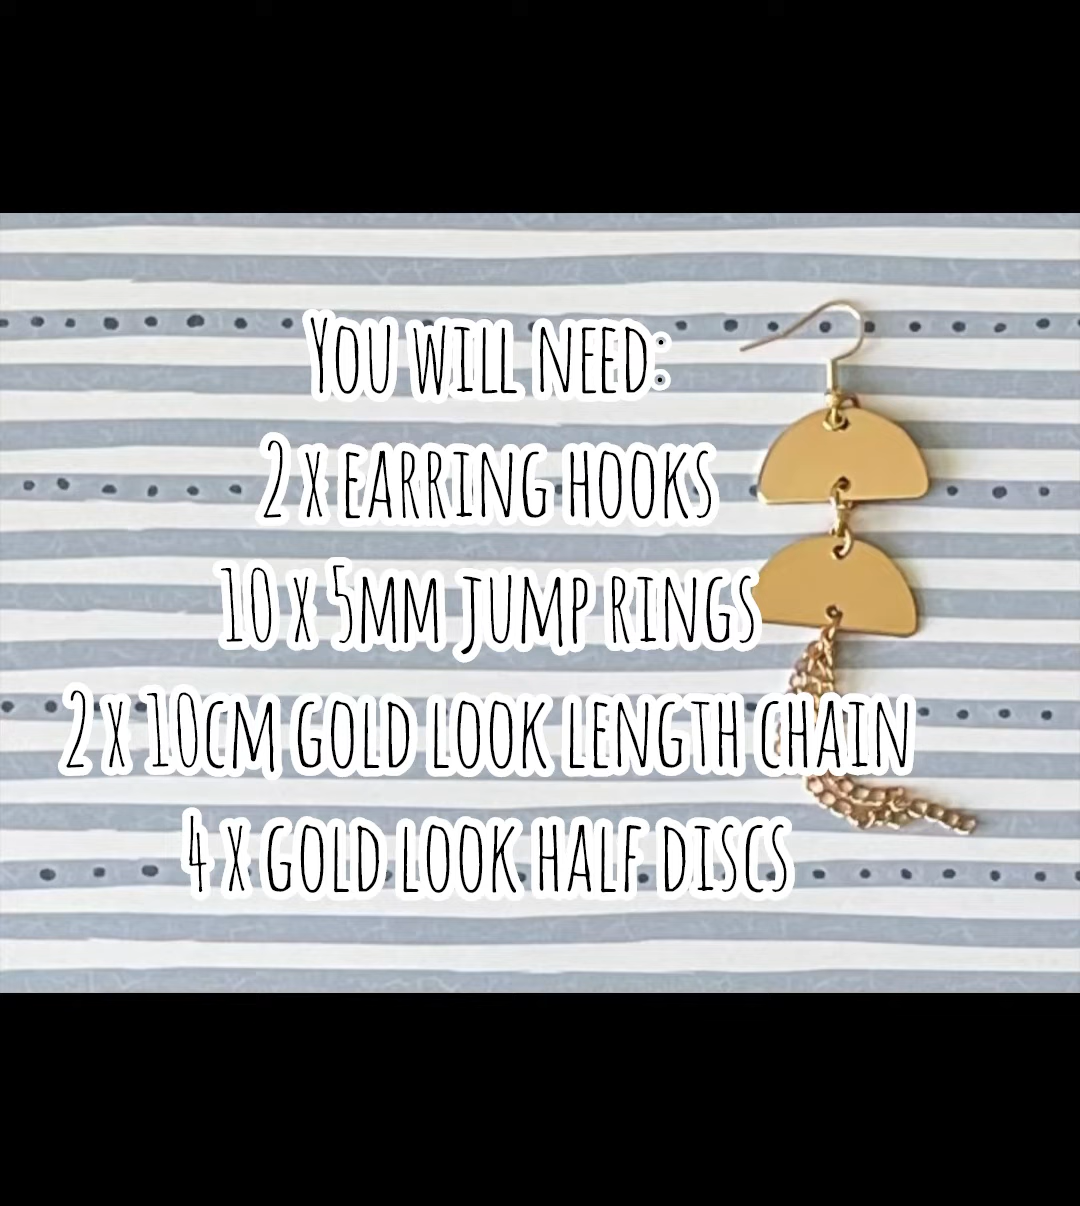 You will need:
2 x earring hooks
10 x 5mm jump rings
2 x 10cm gold look length chain
4 x gold look half discs